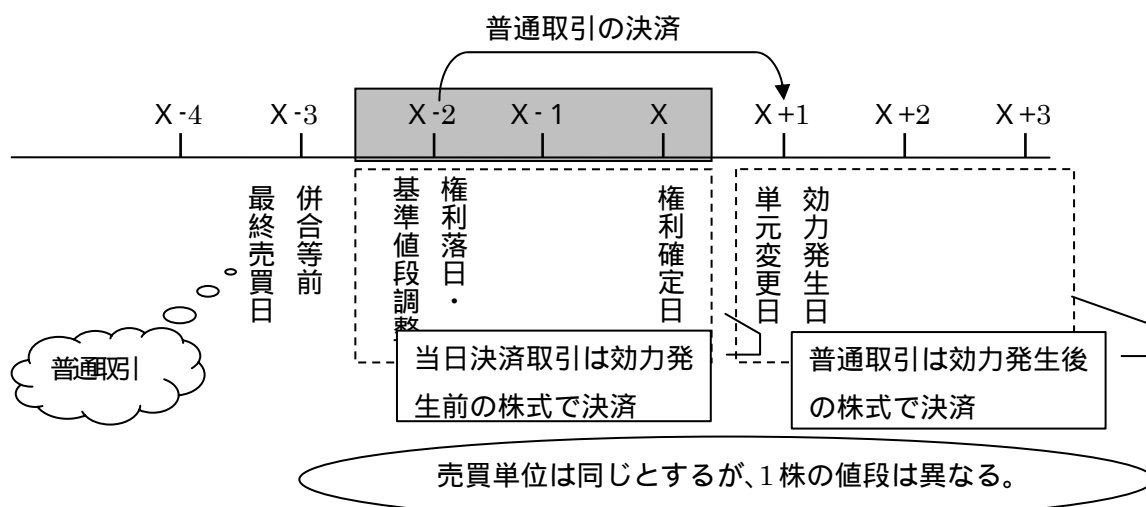 普通取引の決済
X-4
X-3
X-2
X-1
X
X+1
X+2
X+3
併合等前
最終売買日
権利落日・
基準値段調整
権利確定日
効力発生日
単元変更日
普通取引
当日決済取引は効力発
生前の株式で決済
普通取引は効力発生後
の株式で決済
売買単位は同じとするが、1株の値段は異なる。